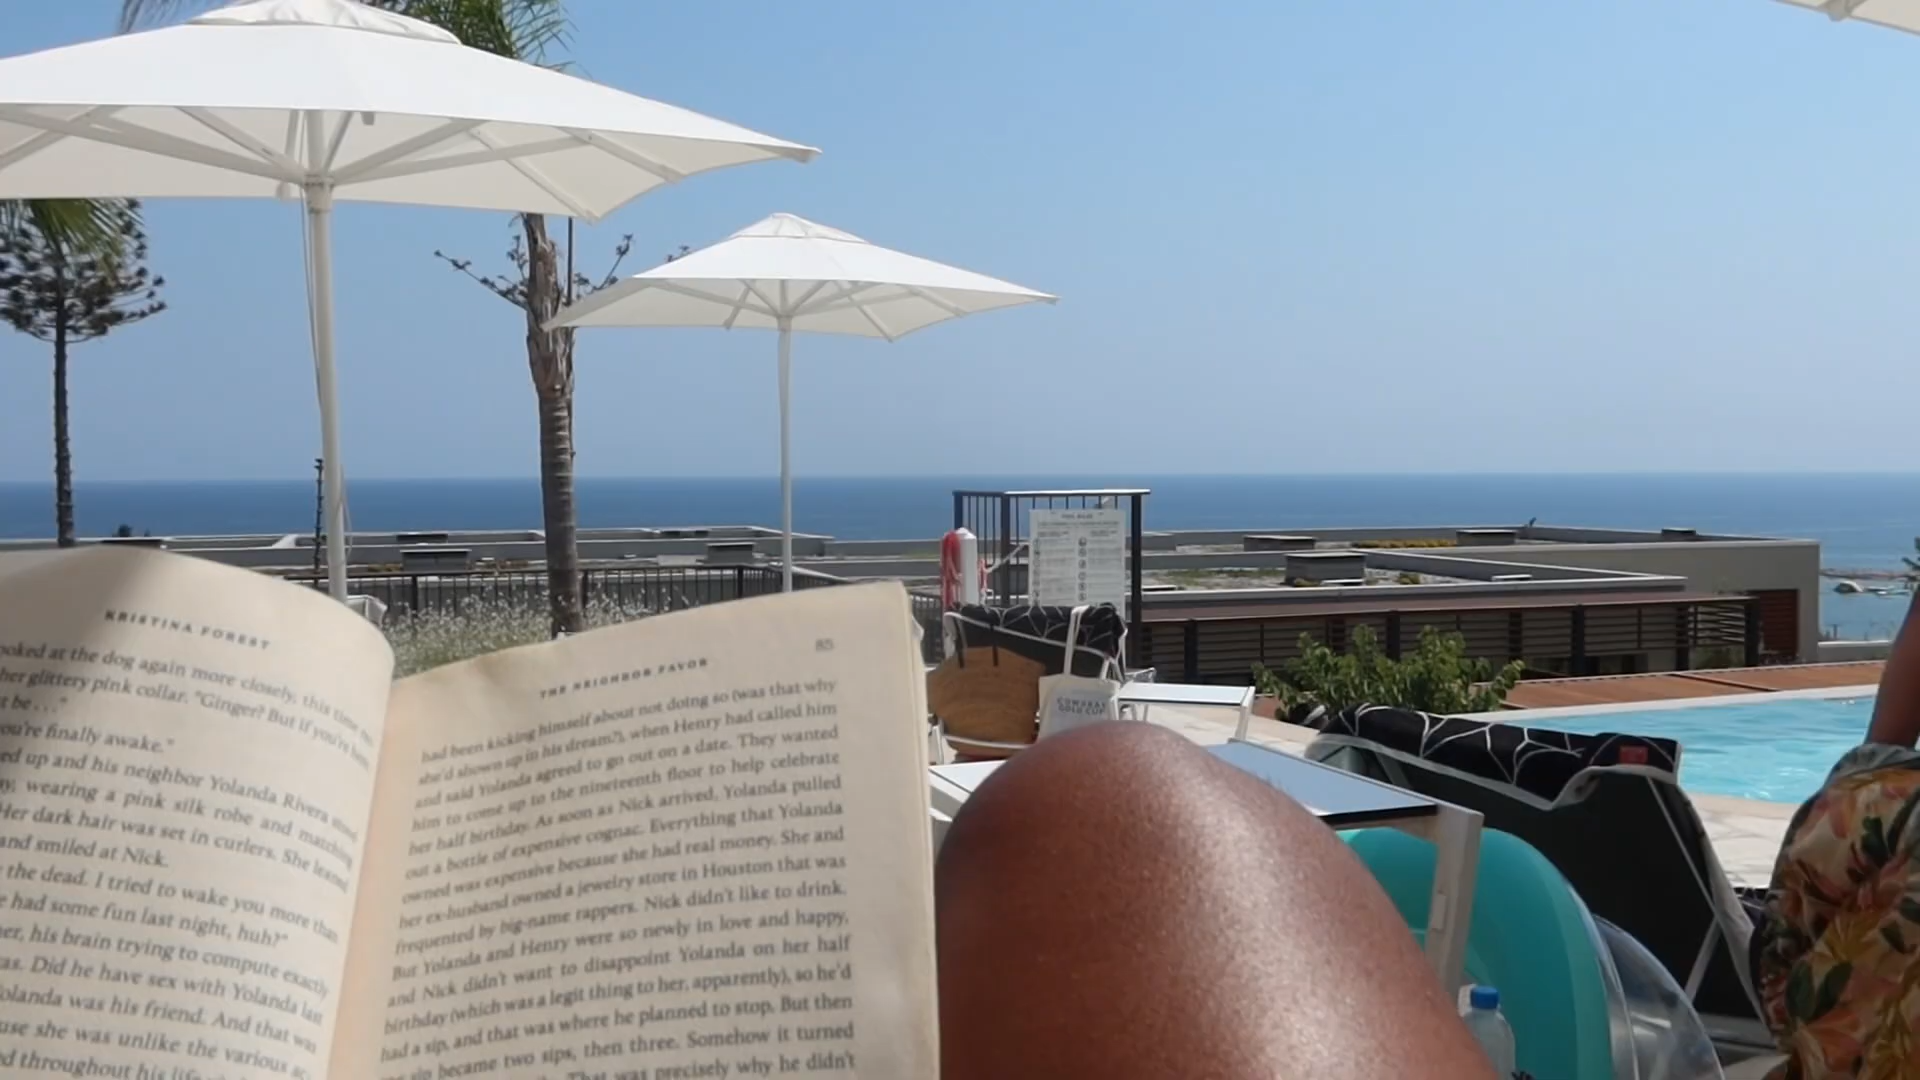 KRISTINA FOREST
looked at the dog again more closely, this time
her glittery pink collar. "Ginger? But if you're here,
t be . . ."
you're finally awake."
ed up and his neighbor Yolanda Rivera stood
wearing a pink silk robe and matching
Her dark hair was set in curlers. She leaned
and smiled at Nick.
the dead. I tried to wake you more than
e had some fun last night, huh?"
her, his brain trying to compute exactly
as. Did he have sex with Yolanda last
Yolanda was his friend. And that was
use she was unlike the various
d throughout his life
THE NEIGHBOR FAVOR
85
had been kicking himself about not doing so (was that why
she'd shown up in his dream?), when Henry had called him
and said Yolanda agreed to go out on a date. They wanted
him to come up to the nineteenth floor to help celebrate
her half birthday. As soon as Nick arrived, Yolanda pulled
out a bottle of expensive cognac. Everything that Yolanda
owned was expensive because she had real money. She and
her ex-husband owned a jewelry store in Houston that was
frequented by big-name rappers. Nick didn't like to drink.
But Yolanda and Henry were so newly in love and happy,
and Nick didn't want to disappoint Yolanda on her half
birthday (which was a legit thing to her, apparently), so he'd
had a sip, and that was where he planned to stop. But then
sip became two sips, then three. Somehow it turned
That was precisely why he didn't
COWDRAY
GOLD CUP